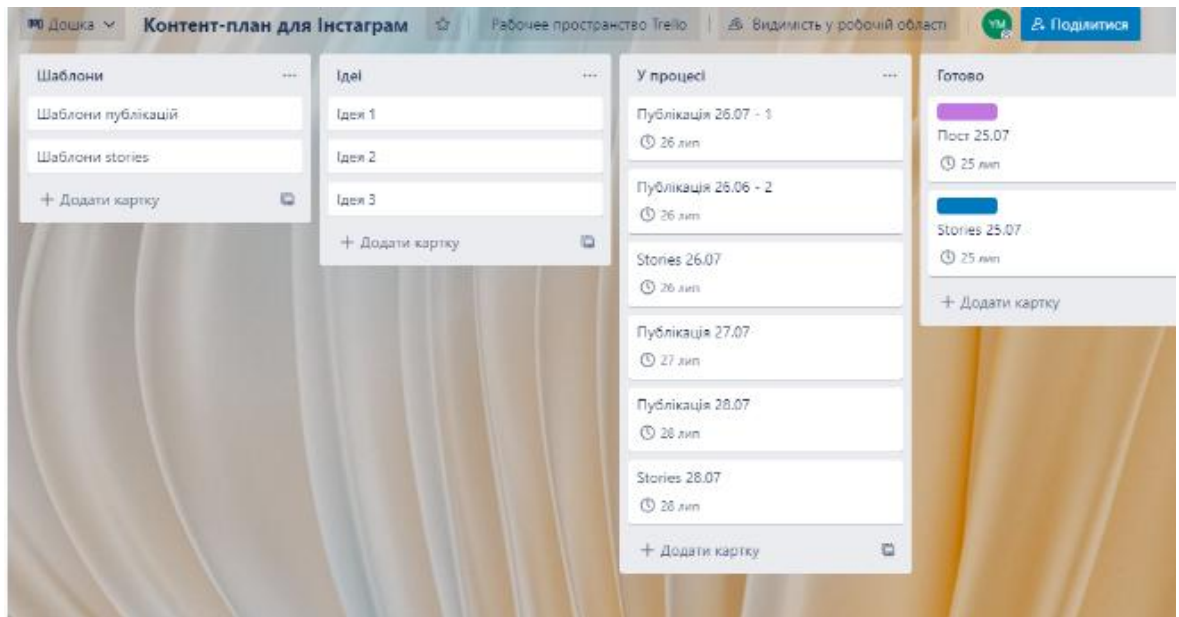 Дошка
Контент-план для Інстаграм
Рабочее пространство Trello
Видимість у робочій області
YM
Поділитися
Шаблони
Шаблони публікацій
Шаблони stories
+ Додати картку
Ідеї
Ідея 1
Ідея 2
Ідея 3
+ Додати картку
У процесі
Публікація 26.07 - 1
26 лип
Публікація 26.06 - 2
26 лип
Stories 26.07
26 лип
Публікація 27.07
27 лип
Публікація 28.07
28 лип
Stories 28.07
28 лип
+ Додати картку
Готово
Пост 25.07
25 лип
Stories 25.07
25 лип
+ Додати картку